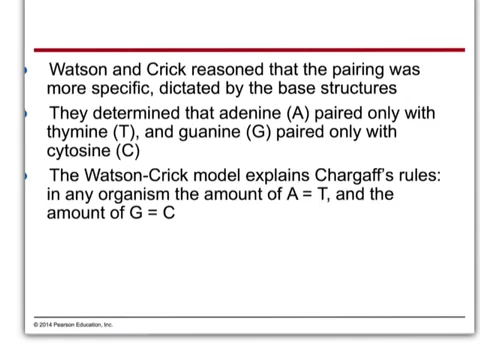 Watson and Crick reasoned that the pairing was
more specific, dictated by the base structures
They determined that adenine (A) paired only with
thymine (T), and guanine (G) paired only with
cytosine (C)
The Watson-Crick model explains Chargaff's rules:
in any organism the amount of A = T, and the
amount of G = C
© 2014 Pearson Education, Inc.